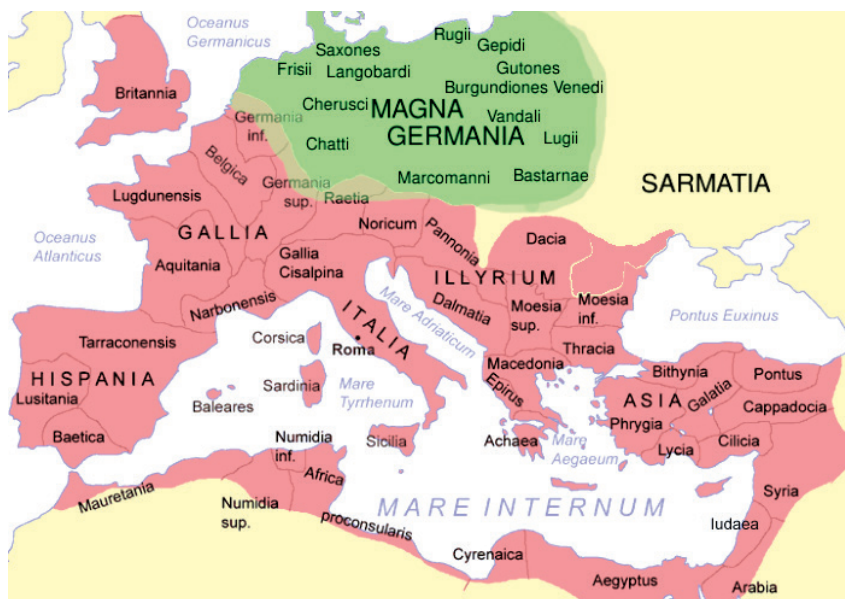 Oceanus
Germanicus
Rugii
Gepidi
Saxones
Frisii
Langobardi
Gutones
Burgundiones
Venedi
Britannia
Cherusci
MAGNA
GERMANIA
Vandali
Lugii
Germania
inf.
Chatti
Belgica
Marcomanni
Bastarnae
Germania
sup.
SARMATIA
Lugdunensis
Raetia
Noricum
Pannonia
Dacia
Oceanus
Atlanticus
GALLIA
Gallia
Cisalpina
Aquitania
ILLYRIUM
Narbonensis
Dalmatia
Moesia
sup.
Moesia
inf.
Pontus Euxinus
Mare Adriaticum
ITALIA
Tarraconensis
Corsica
Roma
Thracia
Macedonia
Bithynia
Pontus
HISPANIA
Sardinia
Mare
Tyrrhenum
Epirus
ASIA
Galatia
Lusitania
Baleares
Cappadocia
Phrygia
Baetica
Numidia
inf.
Sicilia
Achaea
Mare
Aegaeum
Cilicia
Lycia
Africa
Mauretania
Numidia
sup.
proconsularis
MARE INTERNUM
Syria
Iudaea
Cyrenaica
Aegyptus
Arabia